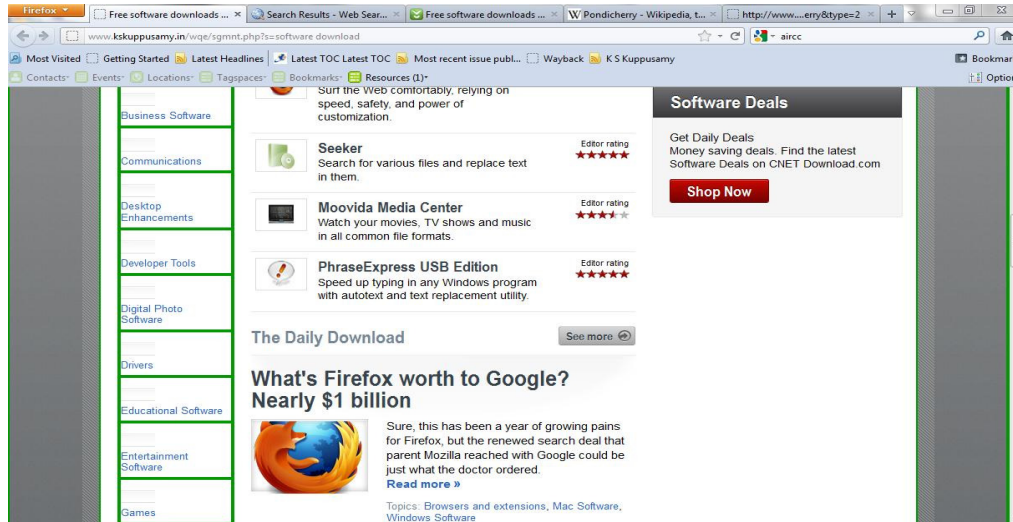 Firefox
Free software downloads ...
Search Results - Web Sear...
Free software downloads ...
Pondicherry - Wikipedia, t...
http://www....erry&type=2
www.kskuppusamy.in/wqe/sgmnt.php?s=software download
aircc
Most Visited Getting Started Latest Headlines Latest TOC Latest TOC Most recent issue publ... Wayback K S Kuppusamy Bookmar
Contacts Events Locations Tagspaces Bookmarks Resources (1) Optio
Business Software
Communications
Desktop
Enhancements
Developer Tools
Digital Photo
Software
Drivers
Educational Software
Entertainment
Software
Games
Surf the Web comfortably, relying on
speed, safety, and power of
customization.
Seeker
Editor rating
Search for various files and replace text
in them.
Moovida Media Center
Editor rating
Watch your movies, TV shows and music
in all common file formats.
PhraseExpress USB Edition
Editor rating
Speed up typing in any Windows program
with autotext and text replacement utility.
The Daily Download
See more
What's Firefox worth to Google?
Nearly $1 billion
Sure, this has been a year of growing pains
for Firefox, but the renewed search deal that
parent Mozilla reached with Google could be
just what the doctor ordered.
Read more »
Topics: Browsers and extensions, Mac Software,
Windows Software
Software Deals
Get Daily Deals
Money saving deals. Find the latest
Software Deals on CNET Download.com
Shop Now